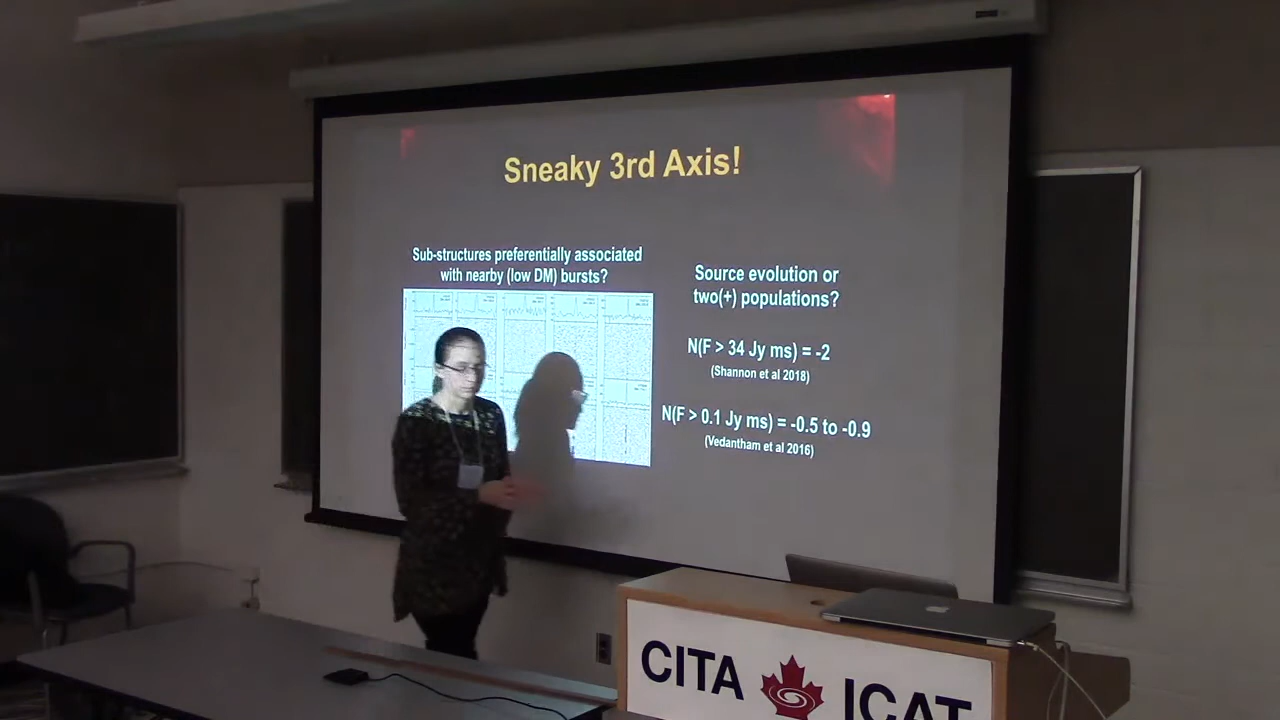 Sneaky 3rd Axis!
Sub-structures preferentially associated
with nearby (low DM) bursts?
Source evolution or
two(+) populations?
N(F > 34 Jy ms) = -2
(Shannon et al 2018)
N(F > 0.1 Jy ms) = -0.5 to -0.9
(Vedantham et al 2016)
CITA ICAT